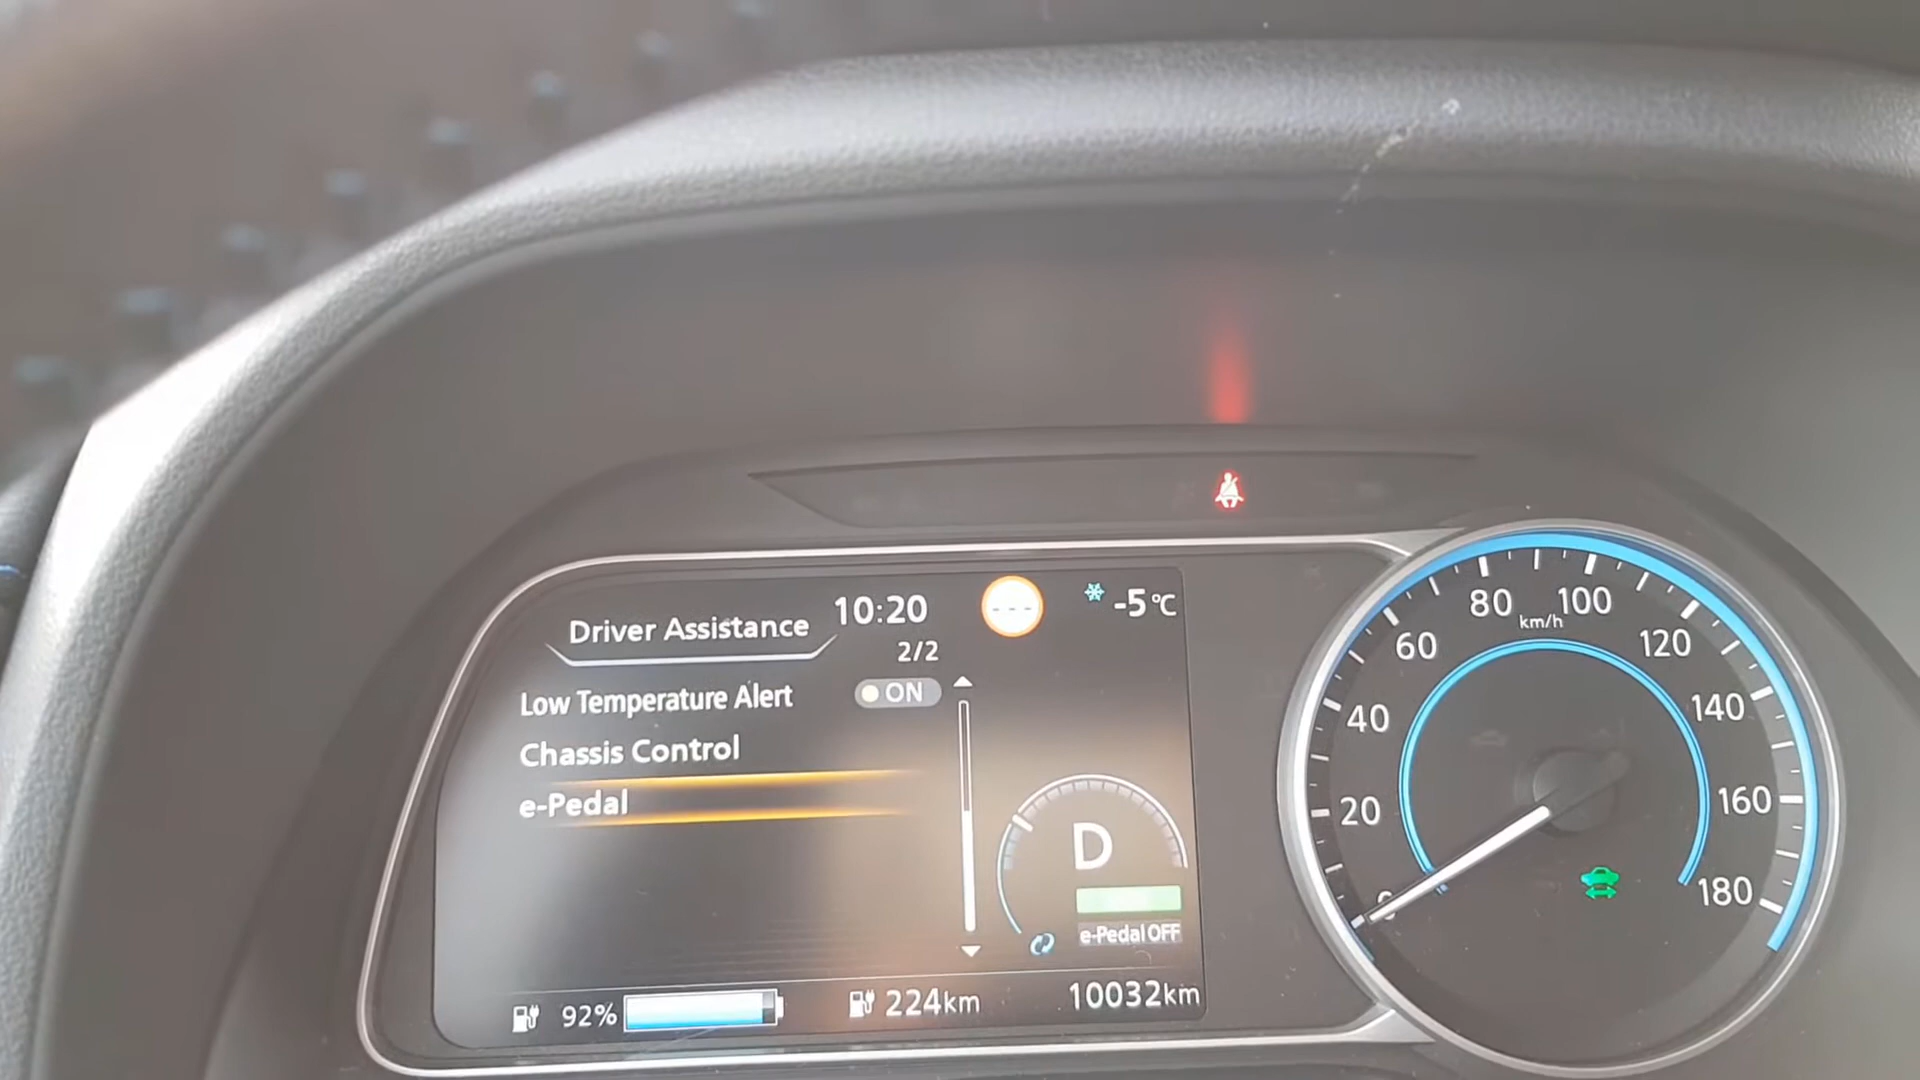 Driver Assistance
10:20
---
-5°C
2/2
Low Temperature Alert
ON
Chassis Control
e-Pedal
D
e-Pedal OFF
92%
224km
10032km
0
20
40
60
80
100
120
140
160
180
km/h